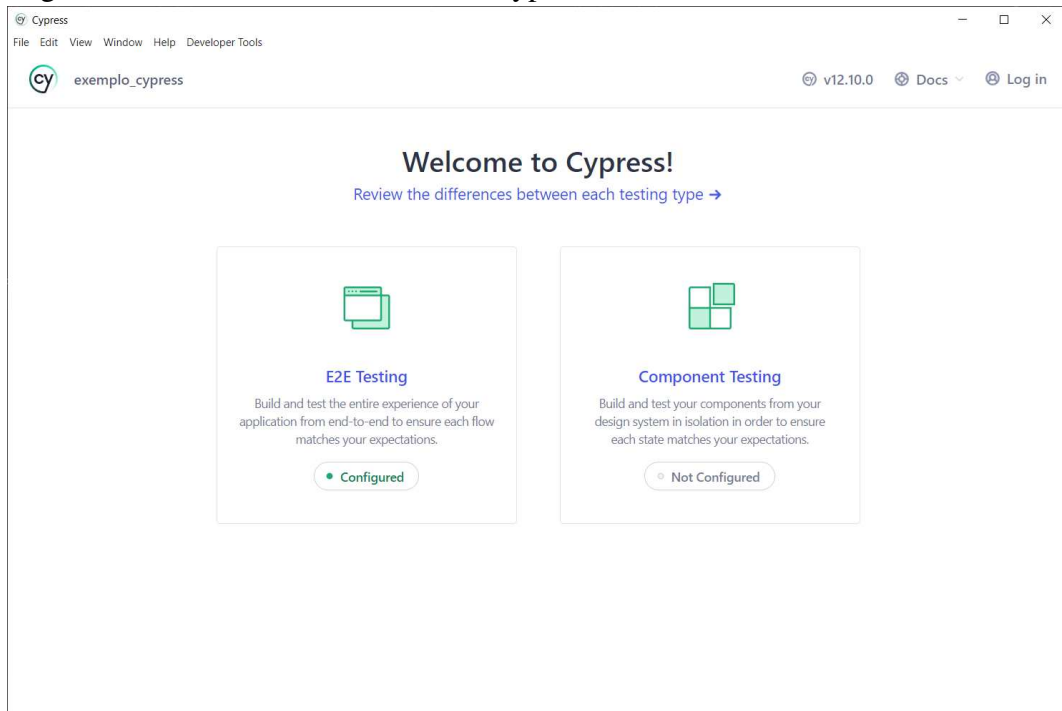 Cypress
File Edit View Window Help Developer Tools
cy exemplo_cypress
cy v12.10.0 Docs Log in
Welcome to Cypress!
Review the differences between each testing type →
E2E Testing
Build and test the entire experience of your
application from end-to-end to ensure each flow
matches your expectations.
Configured
Component Testing
Build and test your components from your
design system in isolation in order to ensure
each state matches your expectations.
Not Configured